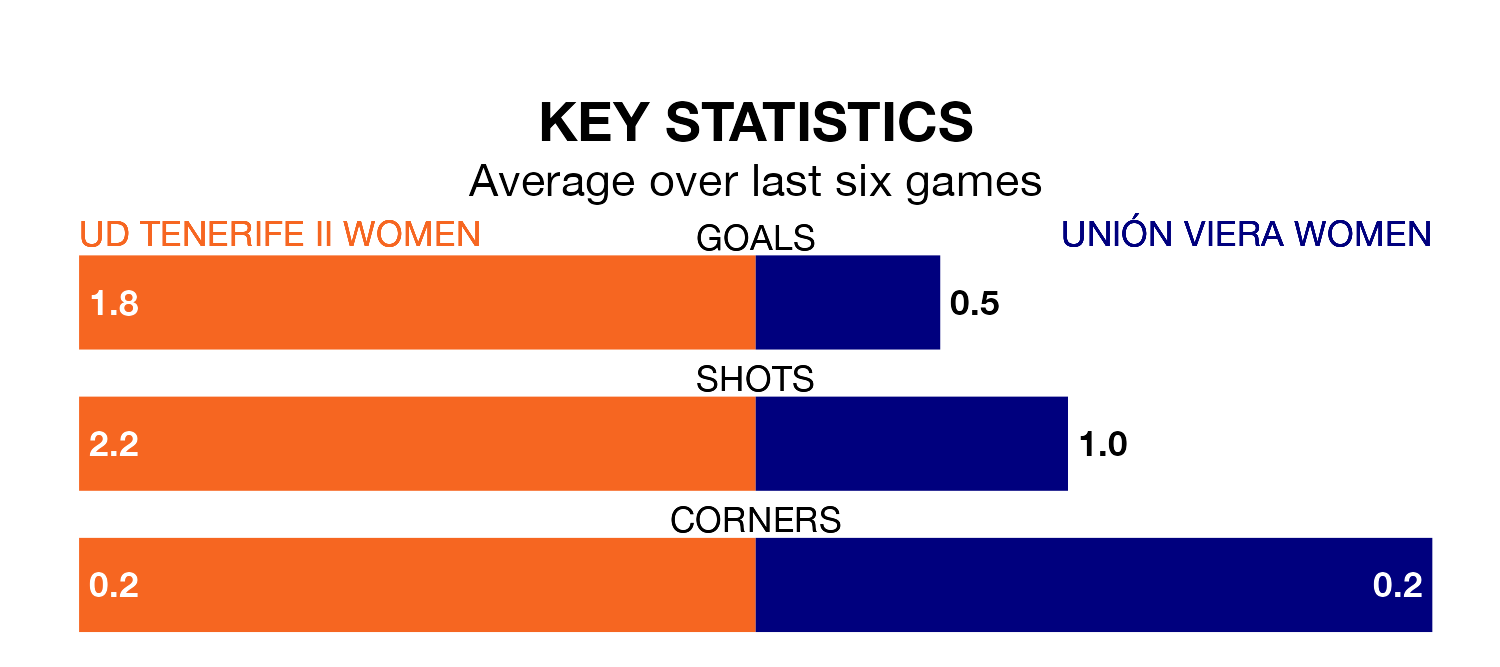 KEY STATISTICS
Average over last six games
UD TENERIFE II WOMEN
GOALS
UNIÓN VIERA WOMEN
1.8
0.5
SHOTS
2.2
1.0
CORNERS
0.2
0.2